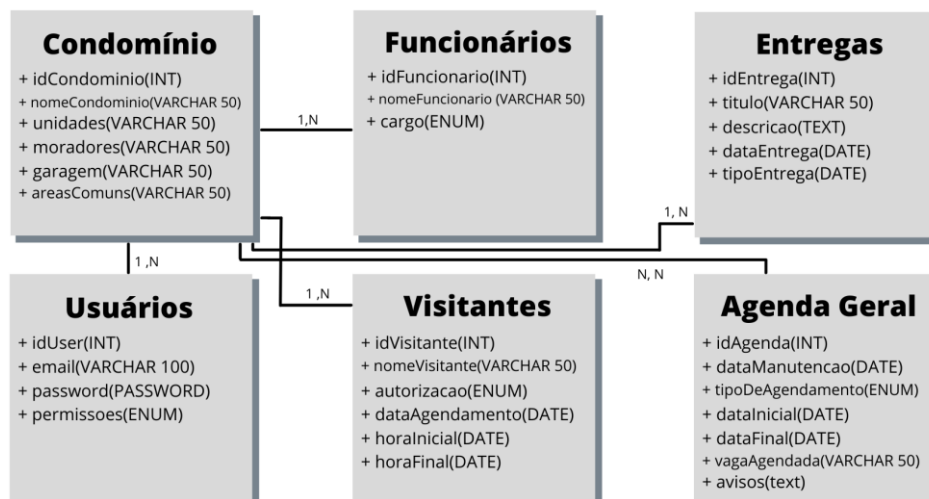 Condomínio
+ idCondominio(INT)
+ nomeCondominio(VARCHAR 50)
+ unidades(VARCHAR 50)
+ moradores(VARCHAR 50)
+ garagem(VARCHAR 50)
+ areasComuns(VARCHAR 50)
1,N
Funcionários
+ idFuncionario(INT)
+ nomeFuncionario (VARCHAR 50)
+ cargo(ENUM)
Entregas
+ idEntrega(INT)
+ titulo(VARCHAR 50)
+ descricao(TEXT)
+ dataEntrega(DATE)
+ tipoEntrega(DATE)
1, N
1 ,N
1 ,N
N, N
Usuários
+ idUser(INT)
+ email(VARCHAR 100)
+ password(PASSWORD)
+ permissoes(ENUM)
Visitantes
+ idVisitante(INT)
+ nomeVisitante(VARCHAR 50)
+ autorizacao(ENUM)
+ dataAgendamento(DATE)
+ horaInicial(DATE)
+ horaFinal(DATE)
Agenda Geral
+ idAgenda(INT)
+ dataManutencao(DATE)
+ tipoDeAgendamento(ENUM)
+ dataInicial(DATE)
+ dataFinal(DATE)
+ vagaAgendada(VARCHAR 50)
+ avisos(text)